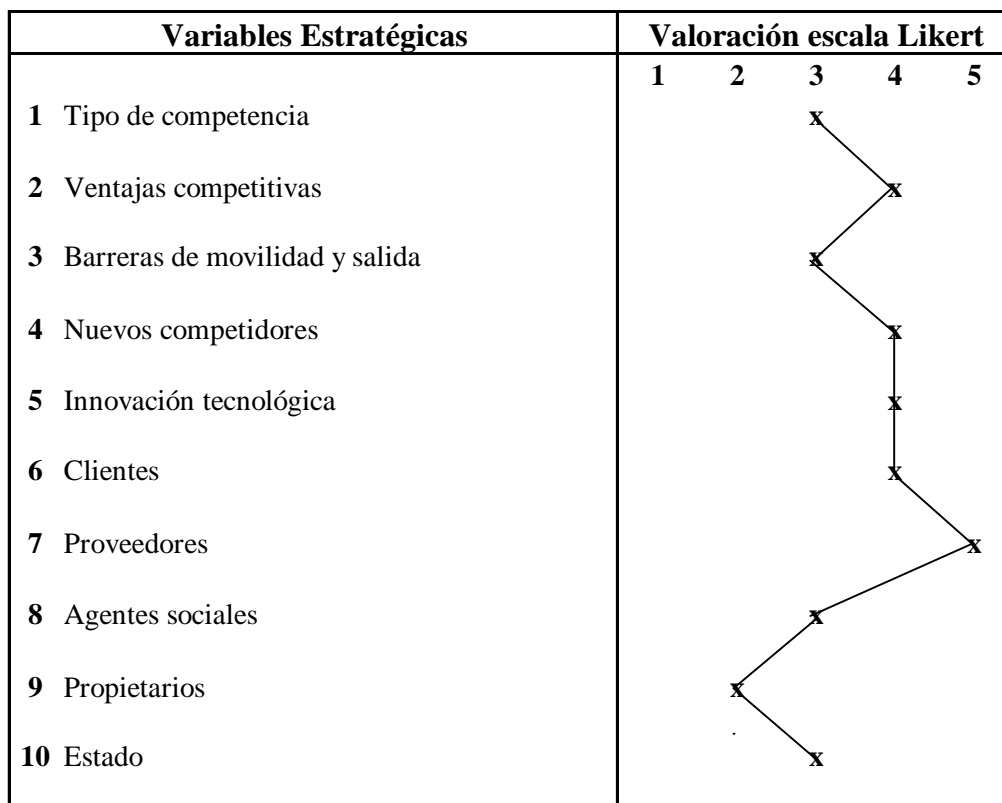 Variables Estratégicas Valoración escala Likert
1 2 3 4 5
1 Tipo de competencia x
2 Ventajas competitivas x
3 Barreras de movilidad y salida x
4 Nuevos competidores x
5 Innovación tecnológica x
6 Clientes x
7 Proveedores x
8 Agentes sociales x
9 Propietarios x
10 Estado x